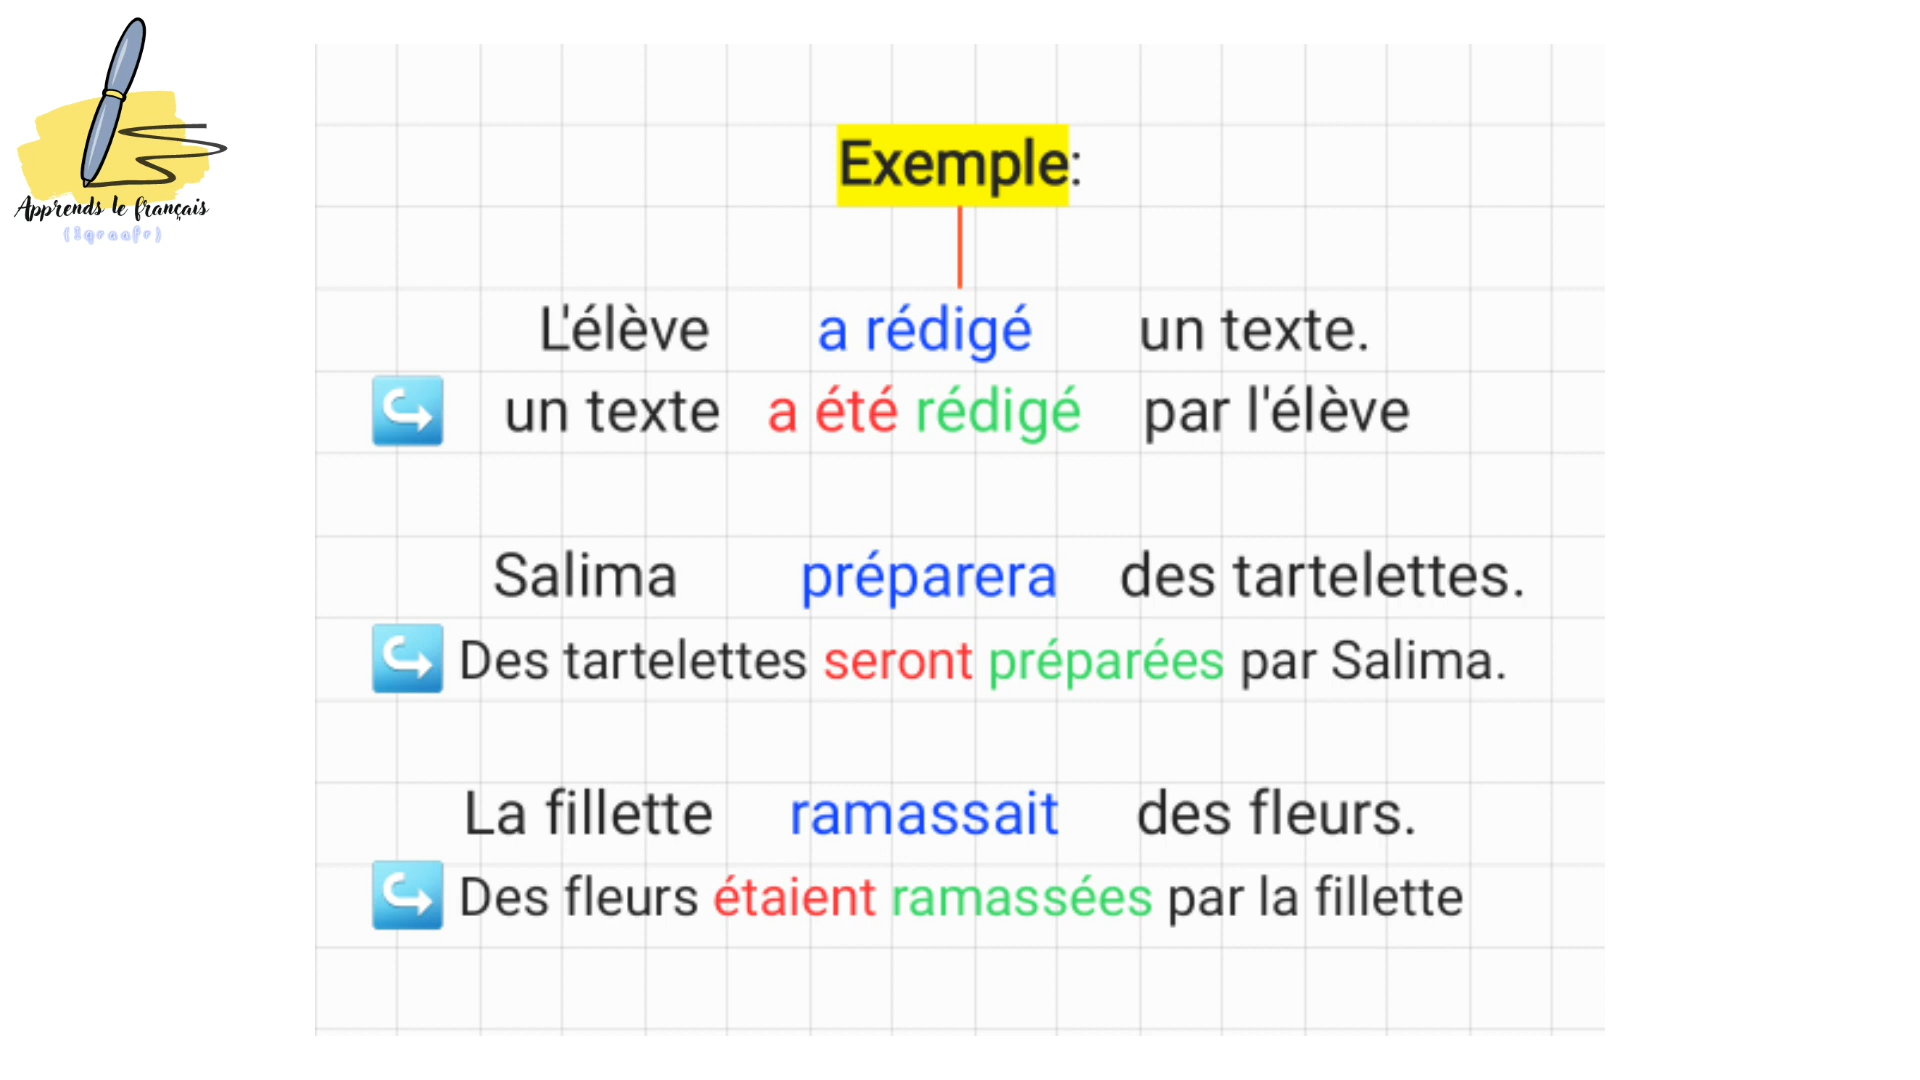 Apprends le français
(Iqraafr)
Exemple:
L'élève a rédigé un texte.
un texte a été rédigé par l'élève
Salima préparera des tartelettes.
Des tartelettes seront préparées par Salima.
La fillette ramassait des fleurs.
Des fleurs étaient ramassées par la fillette